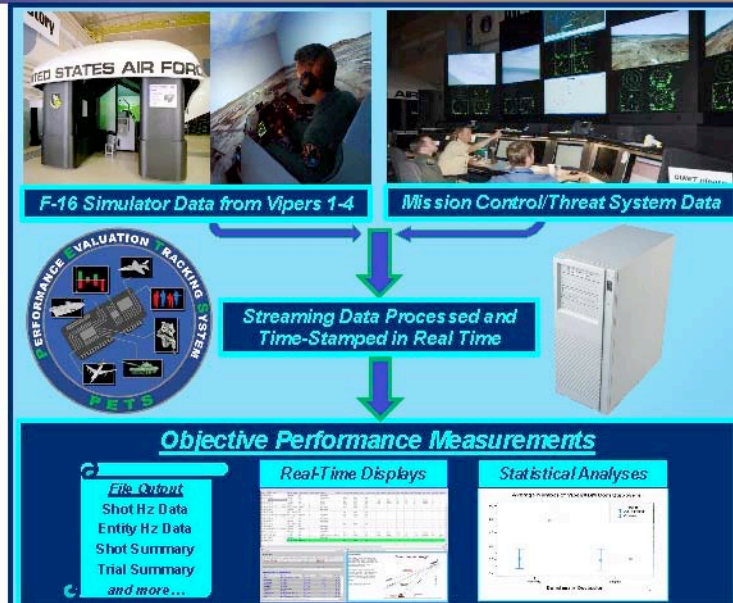 UNITED STATES AIR FORC
F-16 Simulator Data from Vipers 1-4
Mission Control/Threat System Data
PERFORMANCE EVALUATION TRACKING SYSTEM
PETS
Streaming Data Processed and
Time-Stamped in Real Time
Objective Performance Measurements
File Output
Shot Hz Data
Entity Hz Data
Shot Summary
Trial Summary
and more...
Real-Time Displays
Statistical Analyses